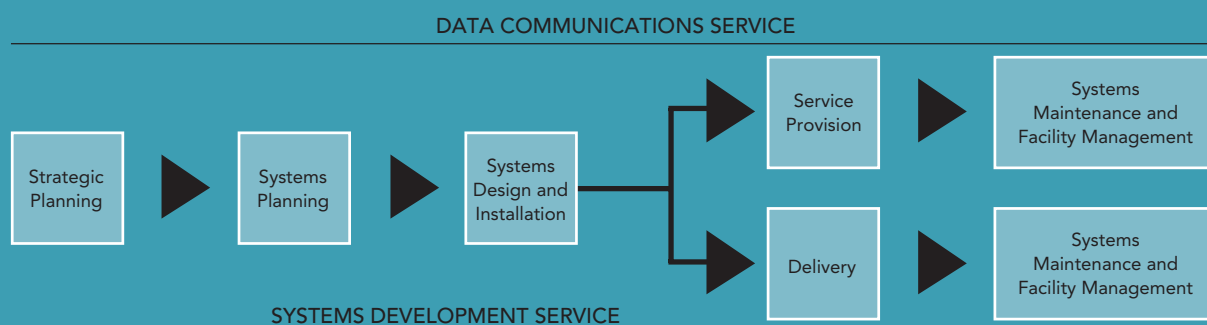 DATA COMMUNICATIONS SERVICE
Strategic
Planning
Systems
Planning
Systems
Design and
Installation
Service
Provision
Systems
Maintenance and
Facility Management
Delivery
Systems
Maintenance and
Facility Management
SYSTEMS DEVELOPMENT SERVICE